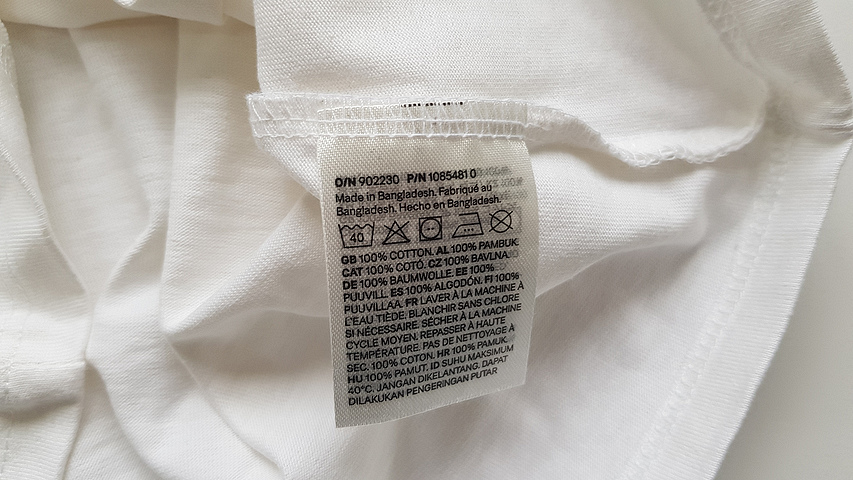 O/N 902230 P/N 1085481 0
Made in Bangladesh. Fabriqué au
Bangladesh. Hecho en Bangladesh.
40
GB 100% COTTON. AL 100% PAMBUK.
CAT 100% COTÓ. CZ 100% BAVLNA.
DE 100% BAUMWOLLE. EE 100%
PUUVILL. ES 100% ALGODÓN. FI 100%
PUUVILLAA. FR LAVER À LA MACHINE À
L'EAU TIÈDE. BLANCHIR SANS CHLORE
SI NÉCESSAIRE. SÉCHER À LA MACHINE
CYCLE MOYEN. REPASSER À HAUTE
TEMPÉRATURE. PAS DE NETTOYAGE À
SEC. 100% COTON. HR 100% PAMUK.
HU 100% PAMUT. ID SUHU MAKSIMUM
40°C. JANGAN DIKELANTANG. DAPAT
DILAKUKAN PENGERINGAN PUTAR